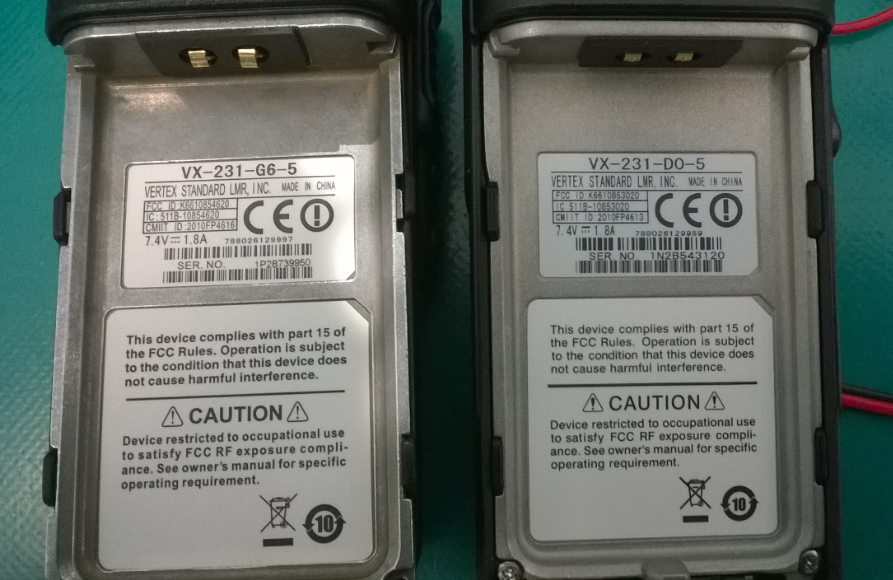 VX-231-G6-5
VERTEX STANDARD LMR, INC. MADE IN CHINA
FCC ID:K6610854620
IC:511B-10854620
CMIIT ID:2010FP4616
7.4V⎓1.8A
788026129997
SER. NO. 1P2B739950
This device complies with part 15 of
the FCC Rules. Operation is subject
to the condition that this device does
not cause harmful interference.
CAUTION
Device restricted to occupational use
to satisfy FCC RF exposure compli-
ance. See owner's manual for specific
operating requirement.
10
VX-231-D0-5
VERTEX STANDARD LMR, INC. MADE IN CHINA
FCC ID:K6610853020
IC:511B-10853020
CMIIT ID:2010FP4613
7.4V⎓1.8A
788026129959
SER. NO. 1N2B543120
This device complies with part 15 of
the FCC Rules. Operation is subject
to the condition that this device does
not cause harmful interference.
CAUTION
Device restricted to occupational use
to satisfy FCC RF exposure compli-
ance. See owner's manual for specific
operating requirement.
10